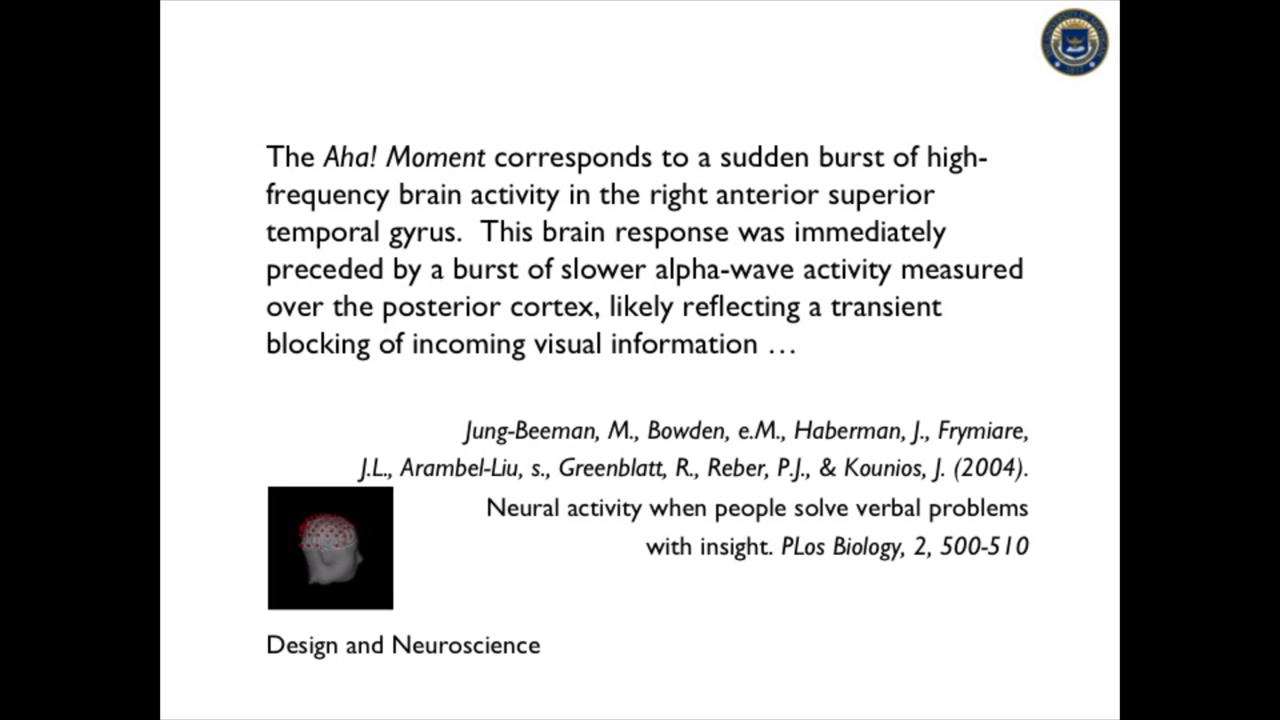 The Aha! Moment corresponds to a sudden burst of high-
frequency brain activity in the right anterior superior
temporal gyrus.  This brain response was immediately
preceded by a burst of slower alpha-wave activity measured
over the posterior cortex, likely reflecting a transient
blocking of incoming visual information …
Jung-Beeman, M., Bowden, e.M., Haberman, J., Frymiare,
J.L., Arambel-Liu, s., Greenblatt, R., Reber, P.J., & Kounios, J. (2004).
Neural activity when people solve verbal problems
with insight. PLos Biology, 2, 500-510
Design and Neuroscience